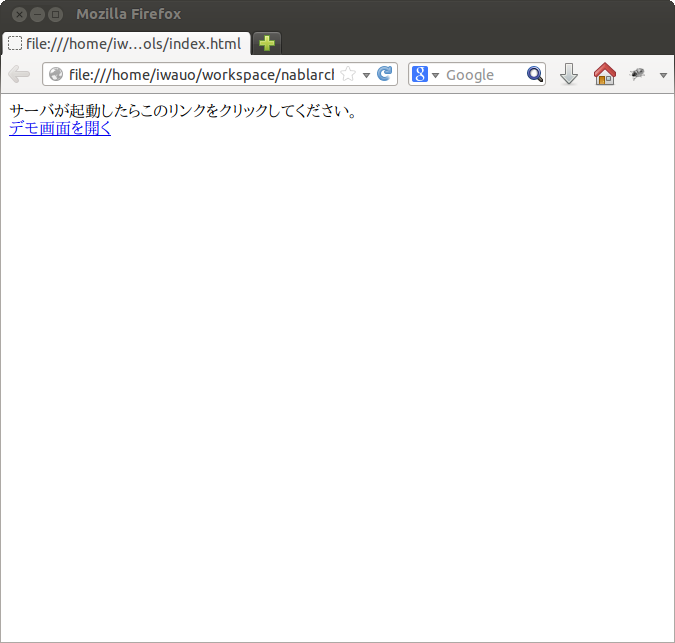 Mozilla Firefox
file:///home/iw...ols/index.html
file:///home/iwauo/workspace/nablarch
8 Google
サーバが起動したらこのリンクをクリックしてください。
デモ画面を開く